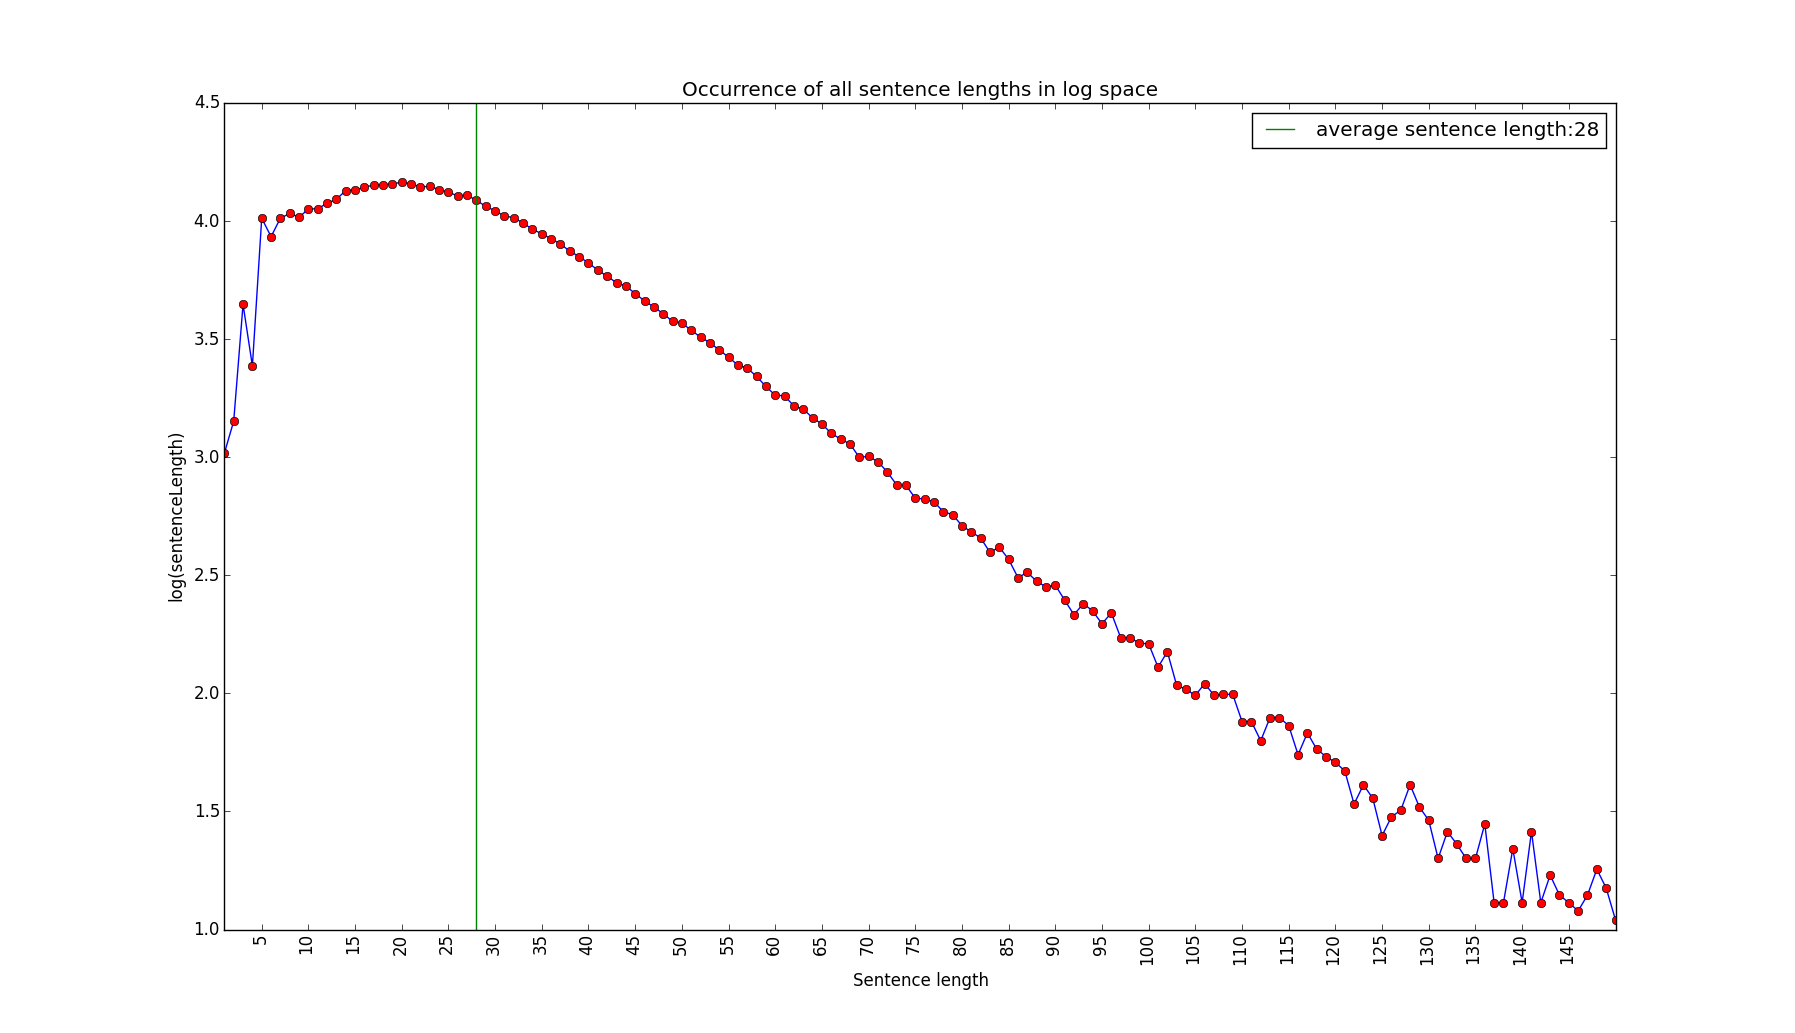 Occurrence of all sentence lengths in log space
average sentence length:28
4.5
4.0
3.5
3.0
2.5
2.0
1.5
1.0
log(sentenceLength)
5 10 15 20 25 30 35 40 45 50 55 60 65 70 75 80 85 90 95 100 105 110 115 120 125 130 135 140 145
Sentence length